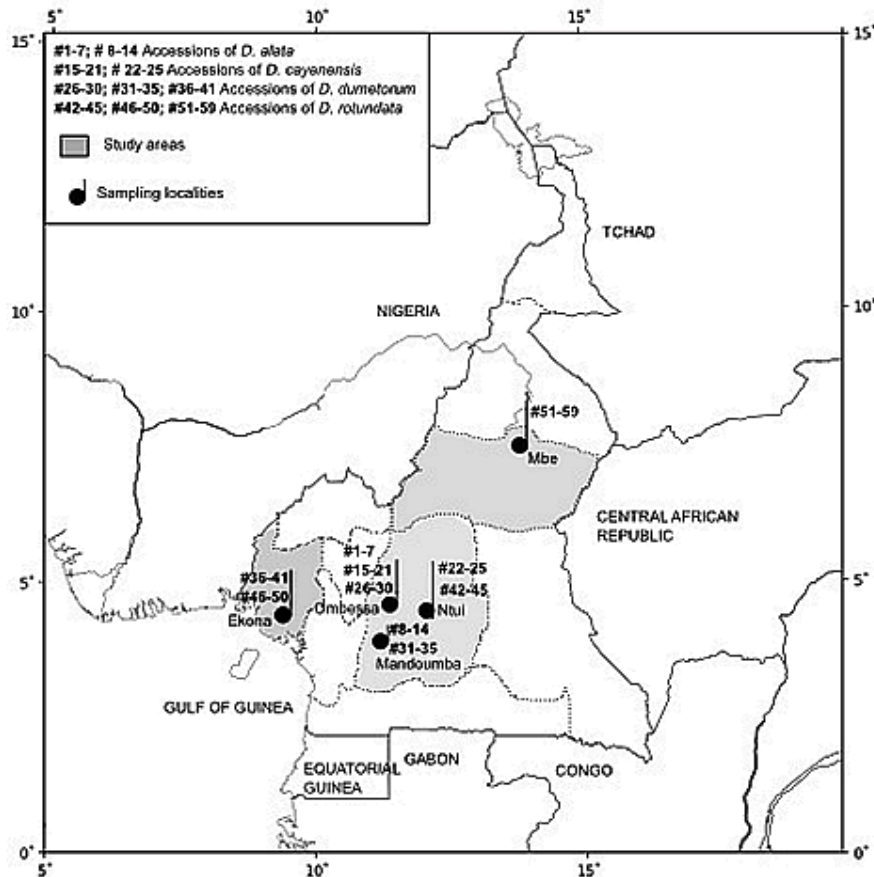 5°
10°
15°
15°
15°
#1-7; # 8-14 Accessions of D. alata
#15-21; # 22-25 Accessions of D. cayenensis
#26-30; #31-35; #36-41 Accessions of D. dumetorum
#42-45; #46-50; #51-59 Accessions of D. rotundata
Study areas
Sampling localities
TCHAD
10°
10°
NIGERIA
#51-59
Mbe
CENTRAL AFRICAN
REPUBLIC
5°
5°
#1-7
#15-21
#26-30
Ombessa
#22-25
#42-45
Ntui
#36-41
#46-50
Ekona
#8-14
#31-35
Mandoumba
GULF OF GUINEA
EQUATORIAL
GUINEA
GABON
CONGO
0°
0°
5°
10°
15°